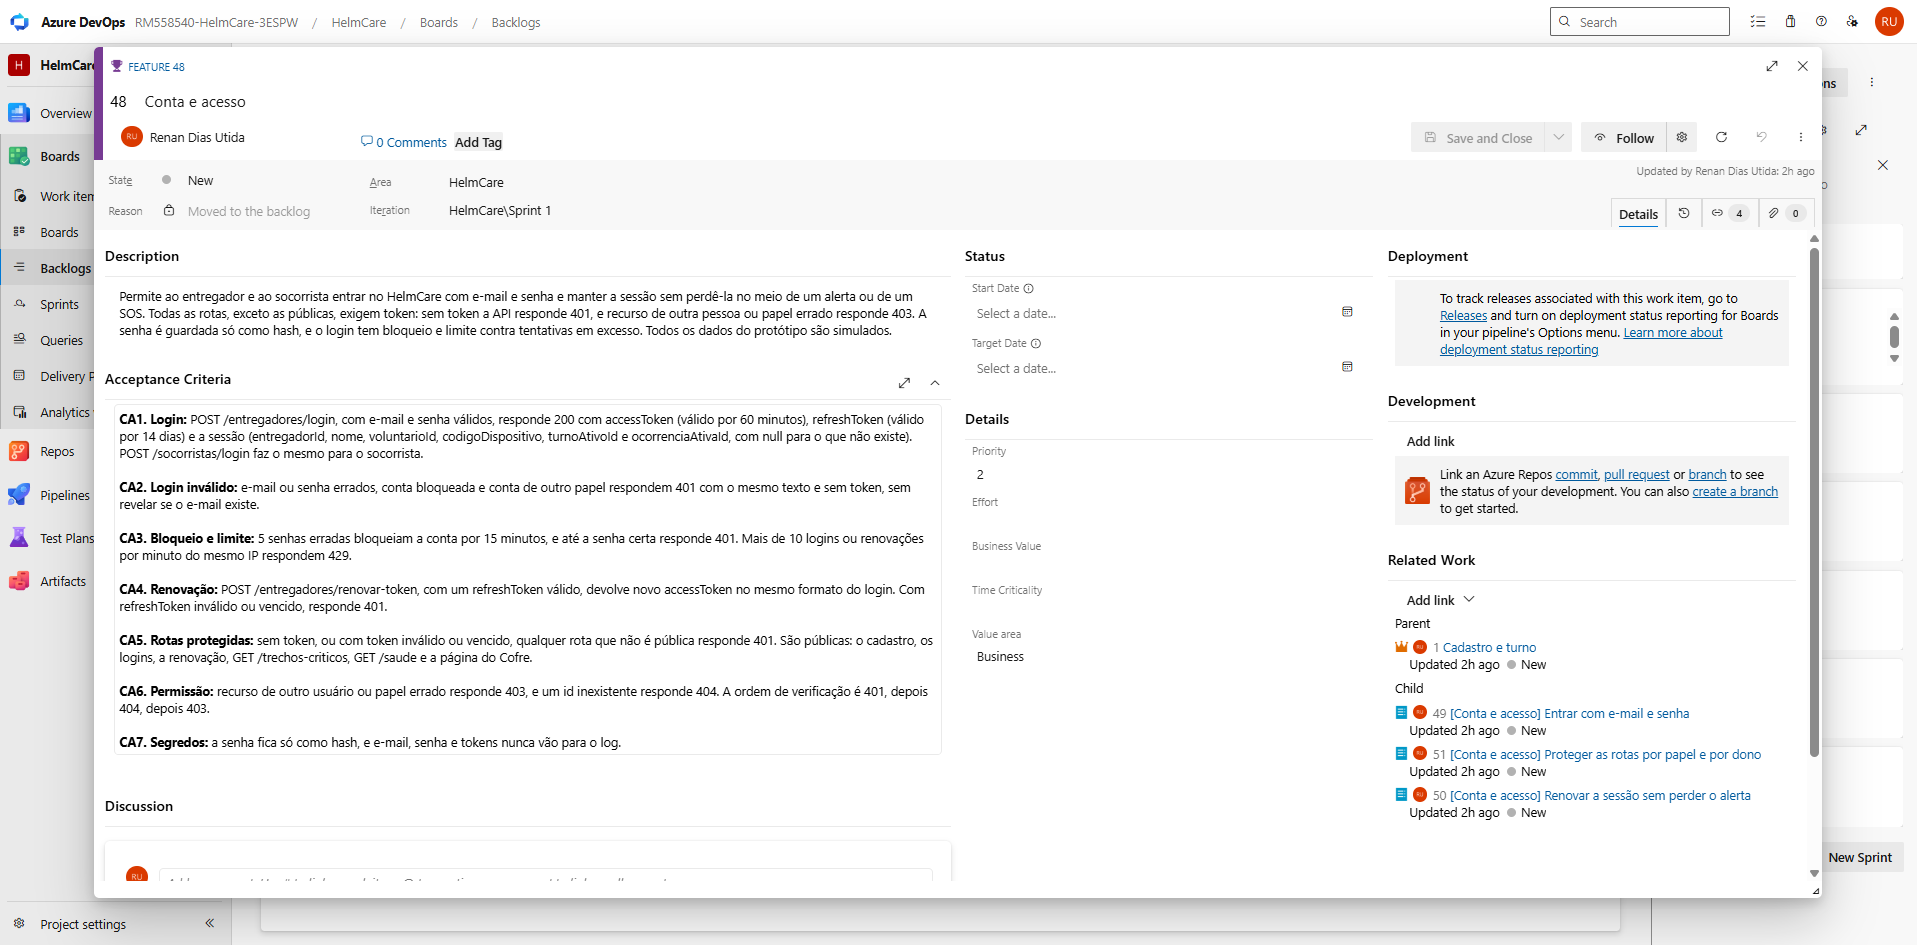 Azure DevOps RM558540-HelmCare-3ESPW / HelmCare / Boards / Backlogs
Search
RU
H HelmCare
Overview
Boards
Work item
Boards
Backlogs
Sprints
Queries
Delivery P
Analytics
Repos
Pipelines
Test Plans
Artifacts
Project settings
FEATURE 48
48 Conta e acesso
RU Renan Dias Utida
0 Comments Add Tag
Save and Close
Follow
State New
Area HelmCare
Updated by Renan Dias Utida: 2h ago
Reason Moved to the backlog
Iteration HelmCare\Sprint 1
Details 4 0
Description
Permite ao entregador e ao socorrista entrar no HelmCare com e-mail e senha e manter a sessão sem perdê-la no meio de um alerta ou de um
SOS. Todas as rotas, exceto as públicas, exigem token: sem token a API responde 401, e recurso de outra pessoa ou papel errado responde 403. A
senha é guardada só como hash, e o login tem bloqueio e limite contra tentativas em excesso. Todos os dados do protótipo são simulados.
Acceptance Criteria
CA1. Login: POST /entregadores/login, com e-mail e senha válidos, responde 200 com accessToken (válido por 60 minutos), refreshToken (válido
por 14 dias) e a sessão (entregadorId, nome, voluntarioId, codigoDispositivo, turnoAtivoId e ocorrenciaAtivaId, com null para o que não existe).
POST /socorristas/login faz o mesmo para o socorrista.
CA2. Login inválido: e-mail ou senha errados, conta bloqueada e conta de outro papel respondem 401 com o mesmo texto e sem token, sem
revelar se o e-mail existe.
CA3. Bloqueio e limite: 5 senhas erradas bloqueiam a conta por 15 minutos, e até a senha certa responde 401. Mais de 10 logins ou renovações
por minuto do mesmo IP respondem 429.
CA4. Renovação: POST /entregadores/renovar-token, com um refreshToken válido, devolve novo accessToken no mesmo formato do login. Com
refreshToken inválido ou vencido, responde 401.
CA5. Rotas protegidas: sem token, ou com token inválido ou vencido, qualquer rota que não é pública responde 401. São públicas: o cadastro, os
logins, a renovação, GET /trechos-criticos, GET /saude e a página do Cofre.
CA6. Permissão: recurso de outro usuário ou papel errado responde 403, e um id inexistente responde 404. A ordem de verificação é 401, depois
404, depois 403.
CA7. Segredos: a senha fica só como hash, e e-mail, senha e tokens nunca vão para o log.
Discussion
RU
Status
Start Date
Select a date...
Target Date
Select a date...
Details
Priority
2
Effort
Business Value
Time Criticality
Value area
Business
Deployment
To track releases associated with this work item, go to
Releases and turn on deployment status reporting for Boards
in your pipeline's Options menu. Learn more about
deployment status reporting
Development
Add link
Link an Azure Repos commit, pull request or branch to see
the status of your development. You can also create a branch
to get started.
Related Work
Add link
Parent
1 Cadastro e turno
Updated 2h ago New
Child
49 [Conta e acesso] Entrar com e-mail e senha
Updated 2h ago New
51 [Conta e acesso] Proteger as rotas por papel e por dono
Updated 2h ago New
50 [Conta e acesso] Renovar a sessão sem perder o alerta
Updated 2h ago New
ns
New Sprint